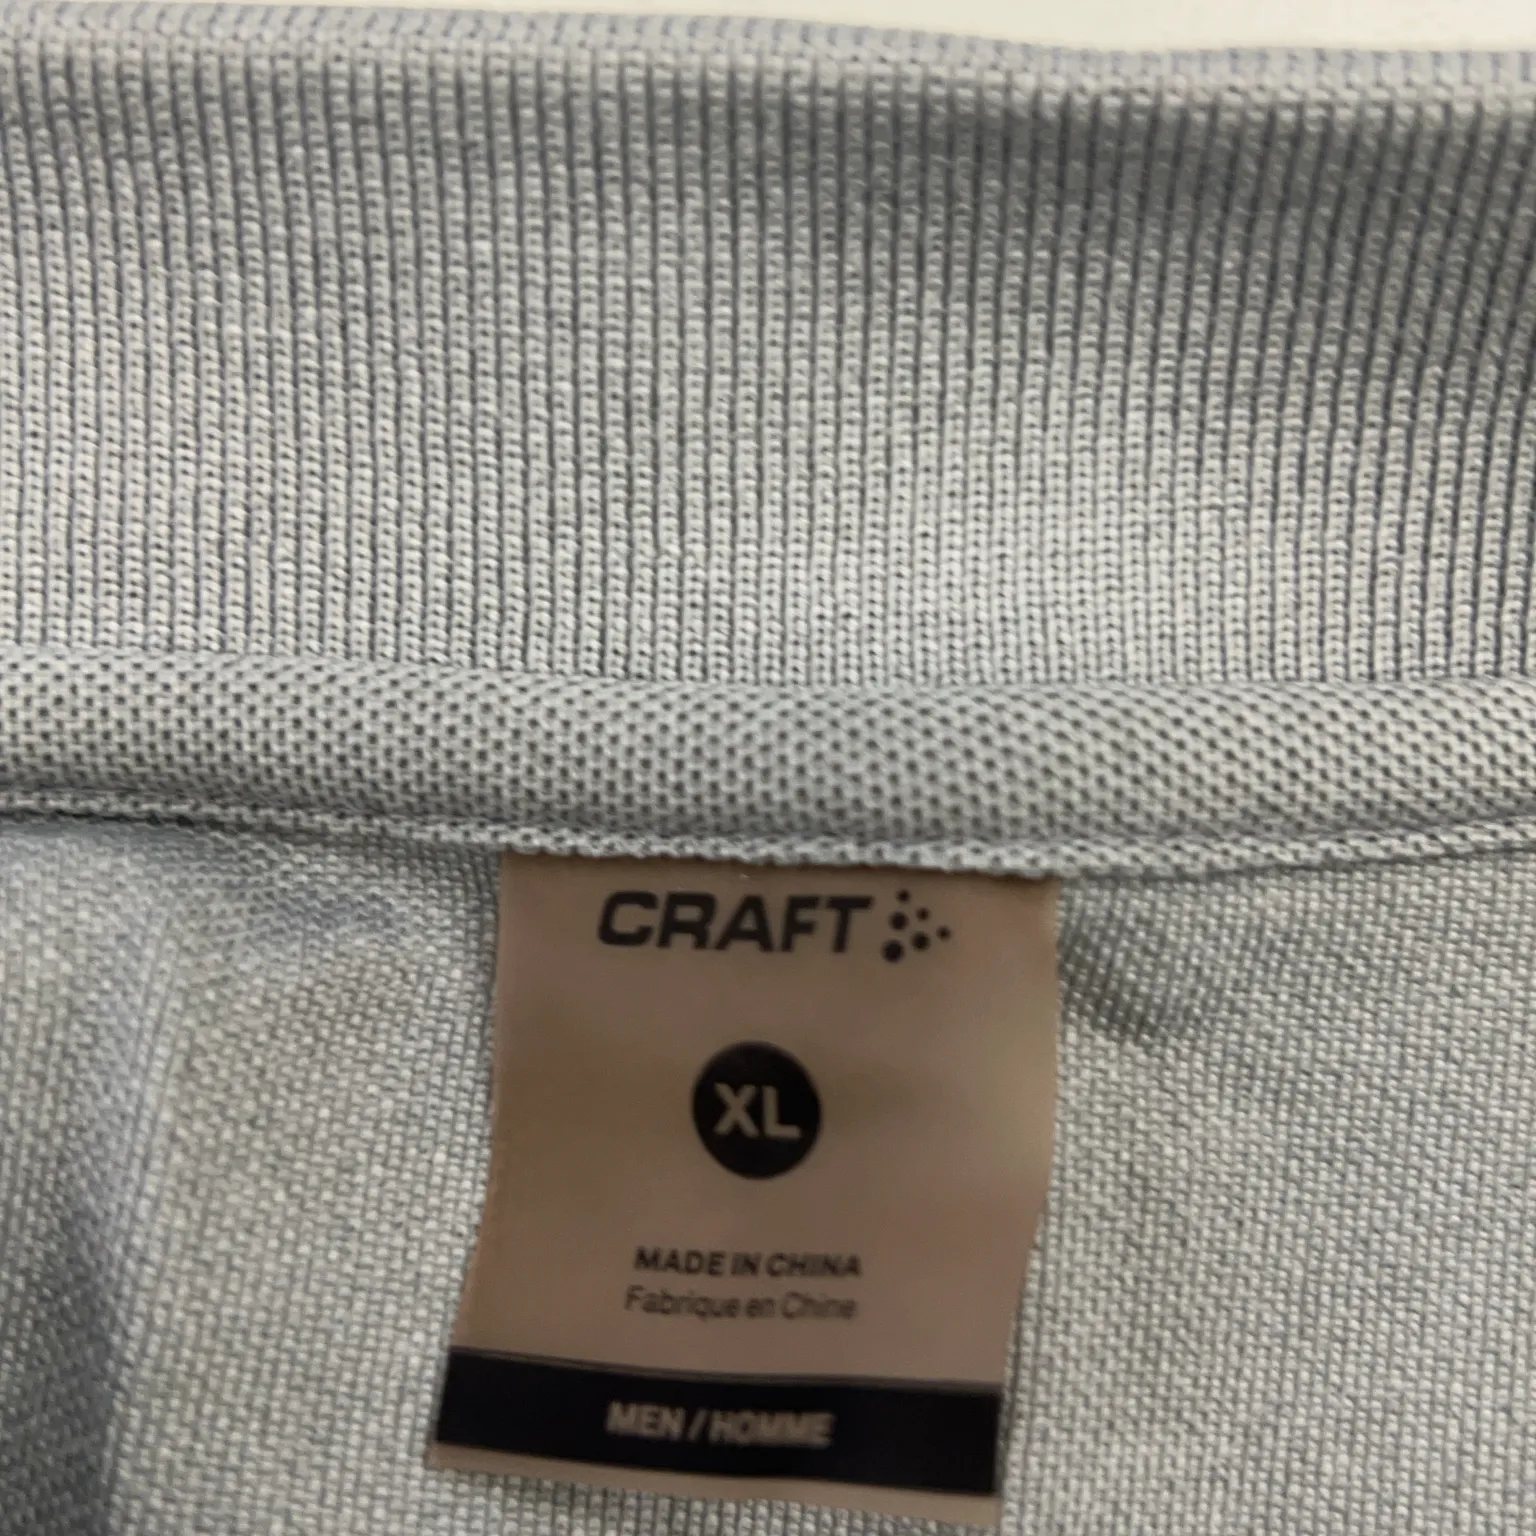 CRAFT
XL
MADE IN CHINA
Fabrique en Chine
MEN / HOMME